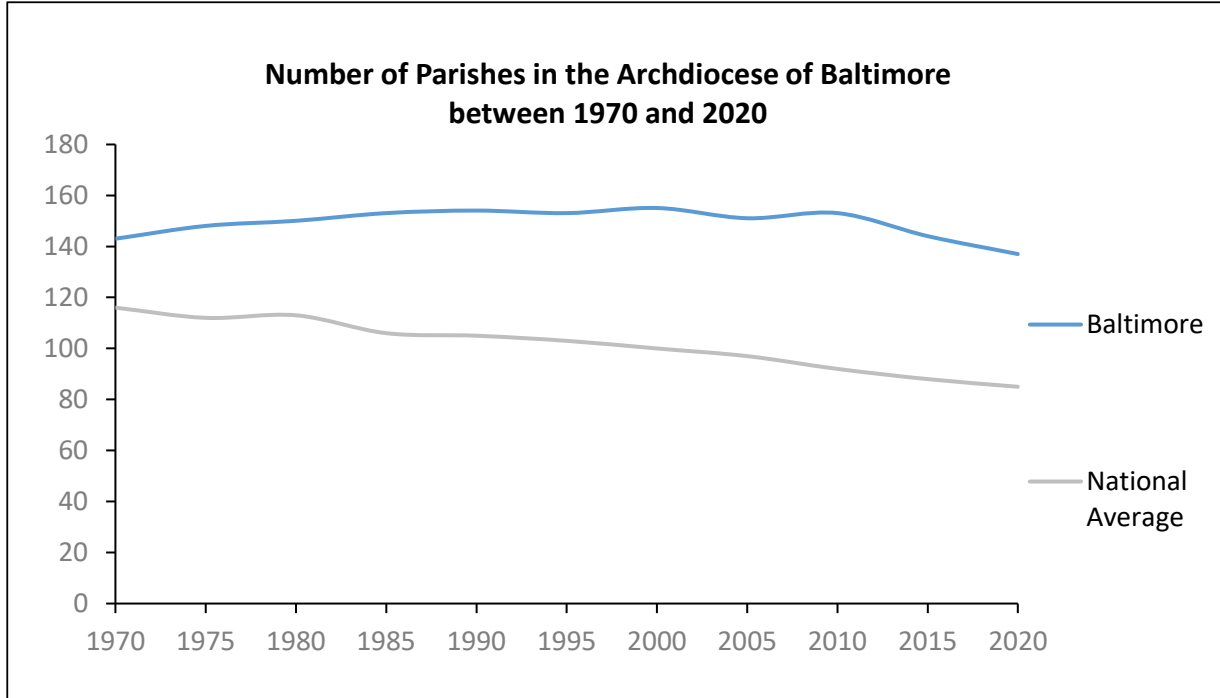 Number of Parishes in the Archdiocese of Baltimore
between 1970 and 2020
180
160
140
120
100
80
60
40
20
0
1970 1975 1980 1985 1990 1995 2000 2005 2010 2015 2020
Baltimore
National
Average